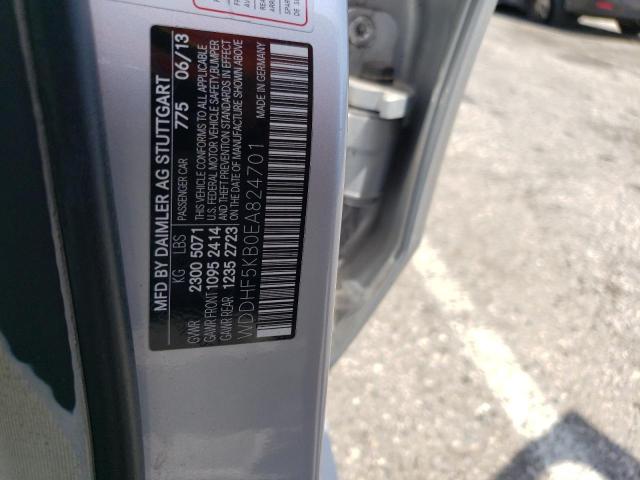 MFD BY DAIMLER AG STUTTGART
KG LBS PASSENGER CAR 775 06/13
GVWR 2300 5071 THIS VEHICLE CONFORMS TO ALL APPLICABLE
GAWR FRONT 1095 2414 U.S. FEDERAL MOTOR VEHICLE SAFETY, BUMPER
GAWR REAR 1235 2723 AND THEFT PREVENTION STANDARDS IN EFFECT
ON THE DATE OF MANUFACTURE SHOWN ABOVE
WDDHF5KB0EA824701 MADE IN GERMANY